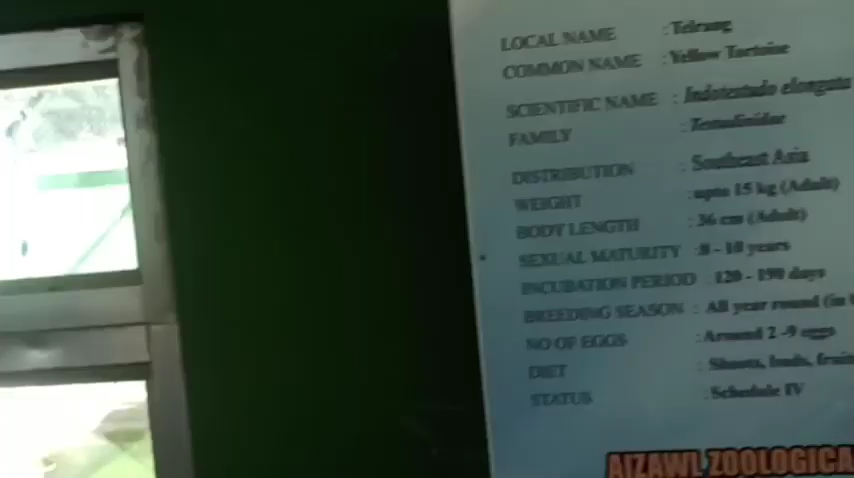 LOCAL NAME : Telrang
COMMON NAME : Yellow Tortoise
SCIENTIFIC NAME : Indotestudo elongata
FAMILY : Testudinidae
DISTRIBUTION : Southeast Asia
WEIGHT : upto 15 kg (Adult)
BODY LENGTH : 36 cm (Adult)
SEXUAL MATURITY : 8 - 10 years
INCUBATION PERIOD : 120 - 190 days
BREEDING SEASON : All year round (in
NO OF EGGS : Around 2 -9 eggs
DIET : Shoots, buds, fruit
STATUS : Schedule IV
AIZAWL ZOOLOGICA